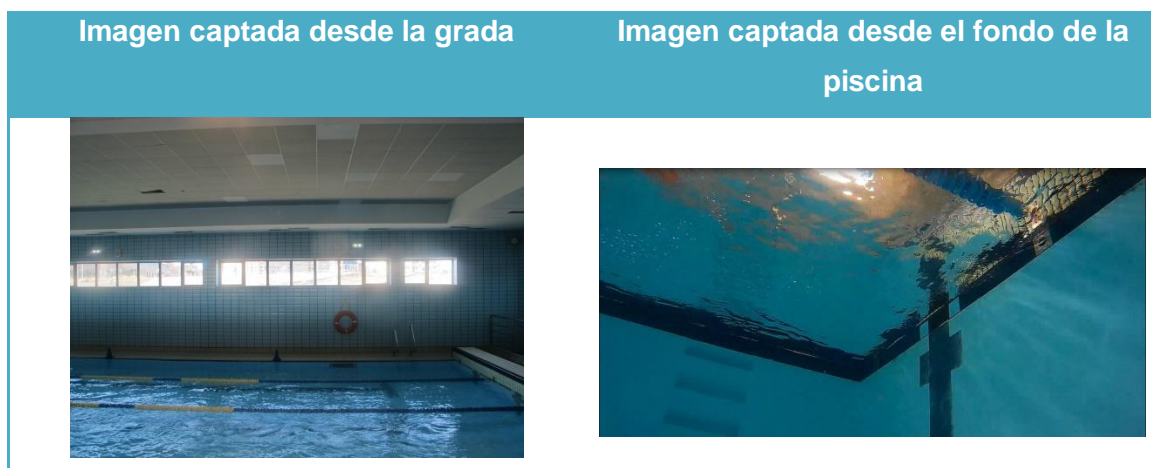 Imagen captada desde la grada
Imagen captada desde el fondo de la
piscina